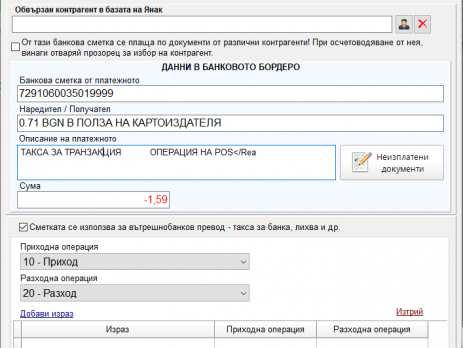 Обвързан контрагент в базата на Янак
От тази банкова сметка се плаща по документи от различни контрагенти! При осчетоводяване от нея,
винаги отваряй прозорец за избор на контрагент.
ДАННИ В БАНКОВОТО БОРДЕРО
Банкова сметка от платежното
7291060035019999
Наредител / Получател
0.71 BGN В ПОЛЗА НА КАРТОИЗДАТЕЛЯ
Описание на платежното
ТАКСА ЗА ТРАНЗАКЦИЯ ОПЕРАЦИЯ НА POS</Rea
Неизплатени
документи
Сума
-1,59
Сметката се използва за вътрешнобанков превод - такса за банка, лихва и др.
Приходна операция
10 - Приход
Разходна операция
20 - Разход
Добави израз
Изтрий
Израз Приходна операция Разходна операция